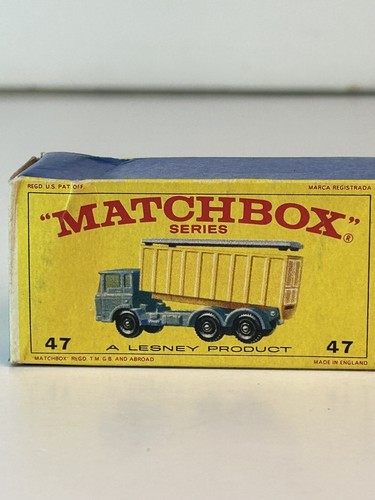 REGD. U.S. PAT. OFF. MARCA REGISTRADA
"MATCHBOX"®
SERIES
47 A LESNEY PRODUCT 47
"MATCHBOX" REGD. T.M. G.B. AND ABROAD MADE IN ENGLAND